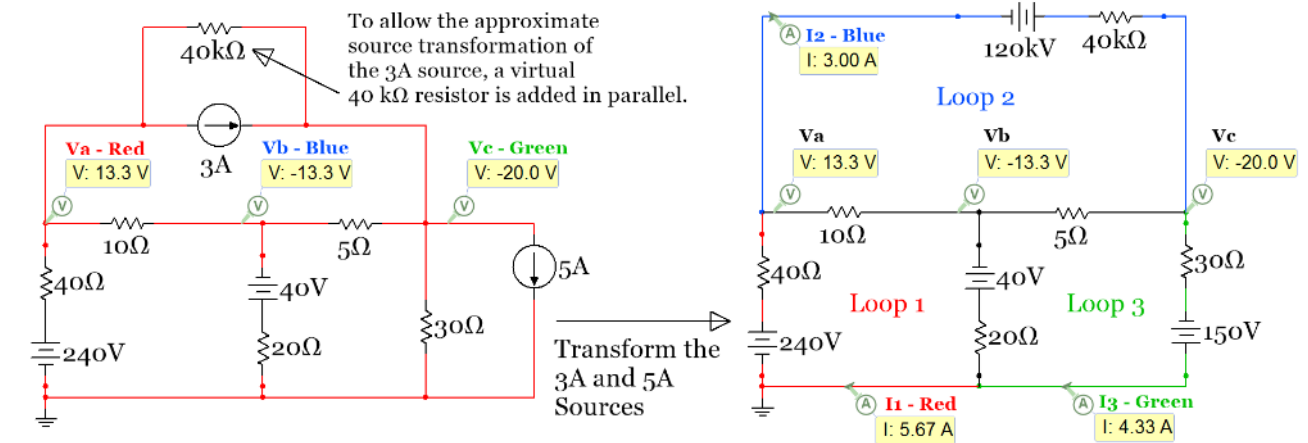 To allow the approximate
source transformation of
the 3A source, a virtual
40 kΩ resistor is added in parallel.
40kΩ
3A
Va - Red
V: 13.3 V
Vb - Blue
V: -13.3 V
Vc - Green
V: -20.0 V
V
V
V
10Ω
5Ω
40Ω
240V
40V
20Ω
30Ω
5A
Transform the
3A and 5A
Sources
A
I2 - Blue
I: 3.00 A
120kV
40kΩ
Loop 2
Va
V: 13.3 V
Vb
V: -13.3 V
Vc
V: -20.0 V
V
V
V
10Ω
5Ω
40Ω
240V
Loop 1
40V
20Ω
Loop 3
30Ω
150V
A
I1 - Red
I: 5.67 A
A
I3 - Green
I: 4.33 A